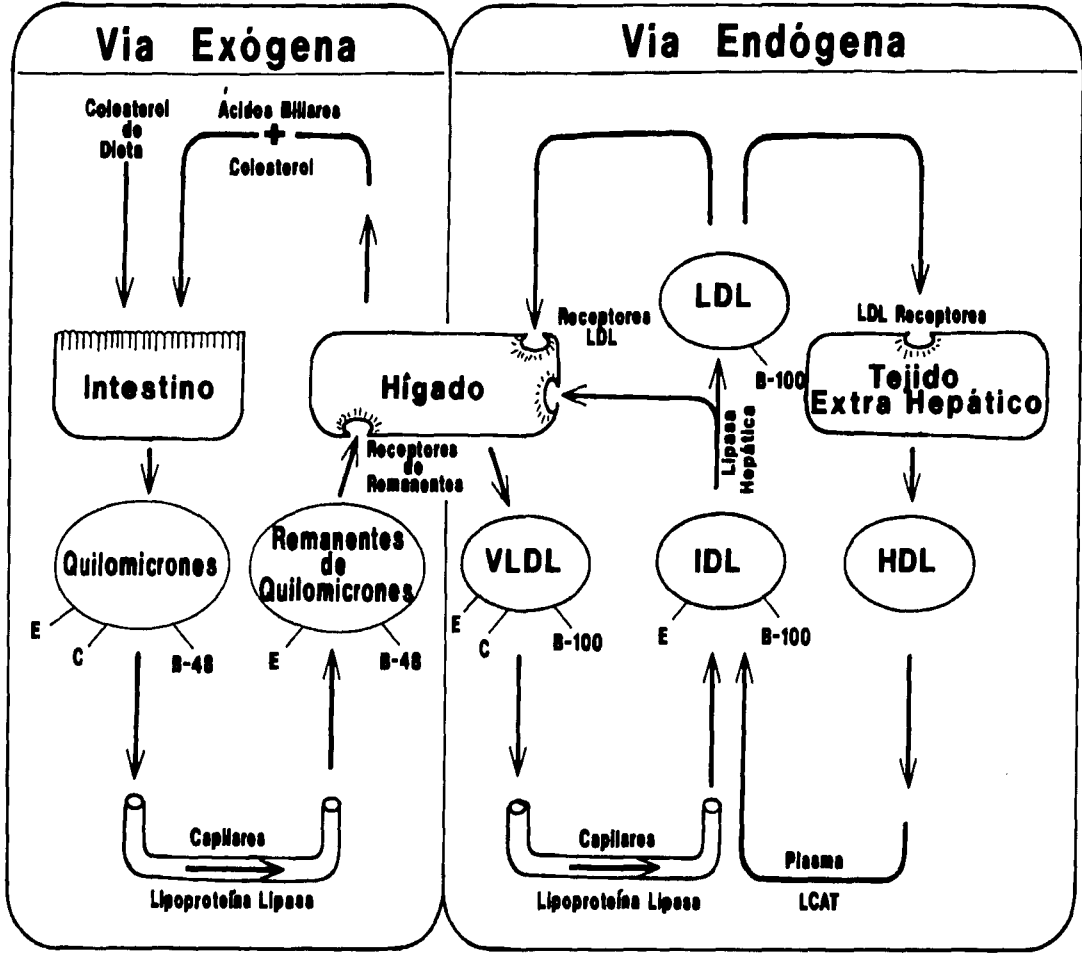 Via Exógena
Colesterol
de
Dieta
Ácidos Biliares
+
Colesterol
Intestino
Hígado
Receptores
de
Remanentes
Quilomicrones
E
C
B-48
Remanentes
de
Quilomicrones
E
B-48
Capilares
Lipoproteína Lipasa
Via Endógena
LDL
B-100
Receptores
LDL
LDL Receptores
Tejido
Extra Hepático
Lipasa
Hepática
VLDL
E
C
B-100
IDL
E
B-100
HDL
Capilares
Lipoproteína Lipasa
Plasma
LCAT